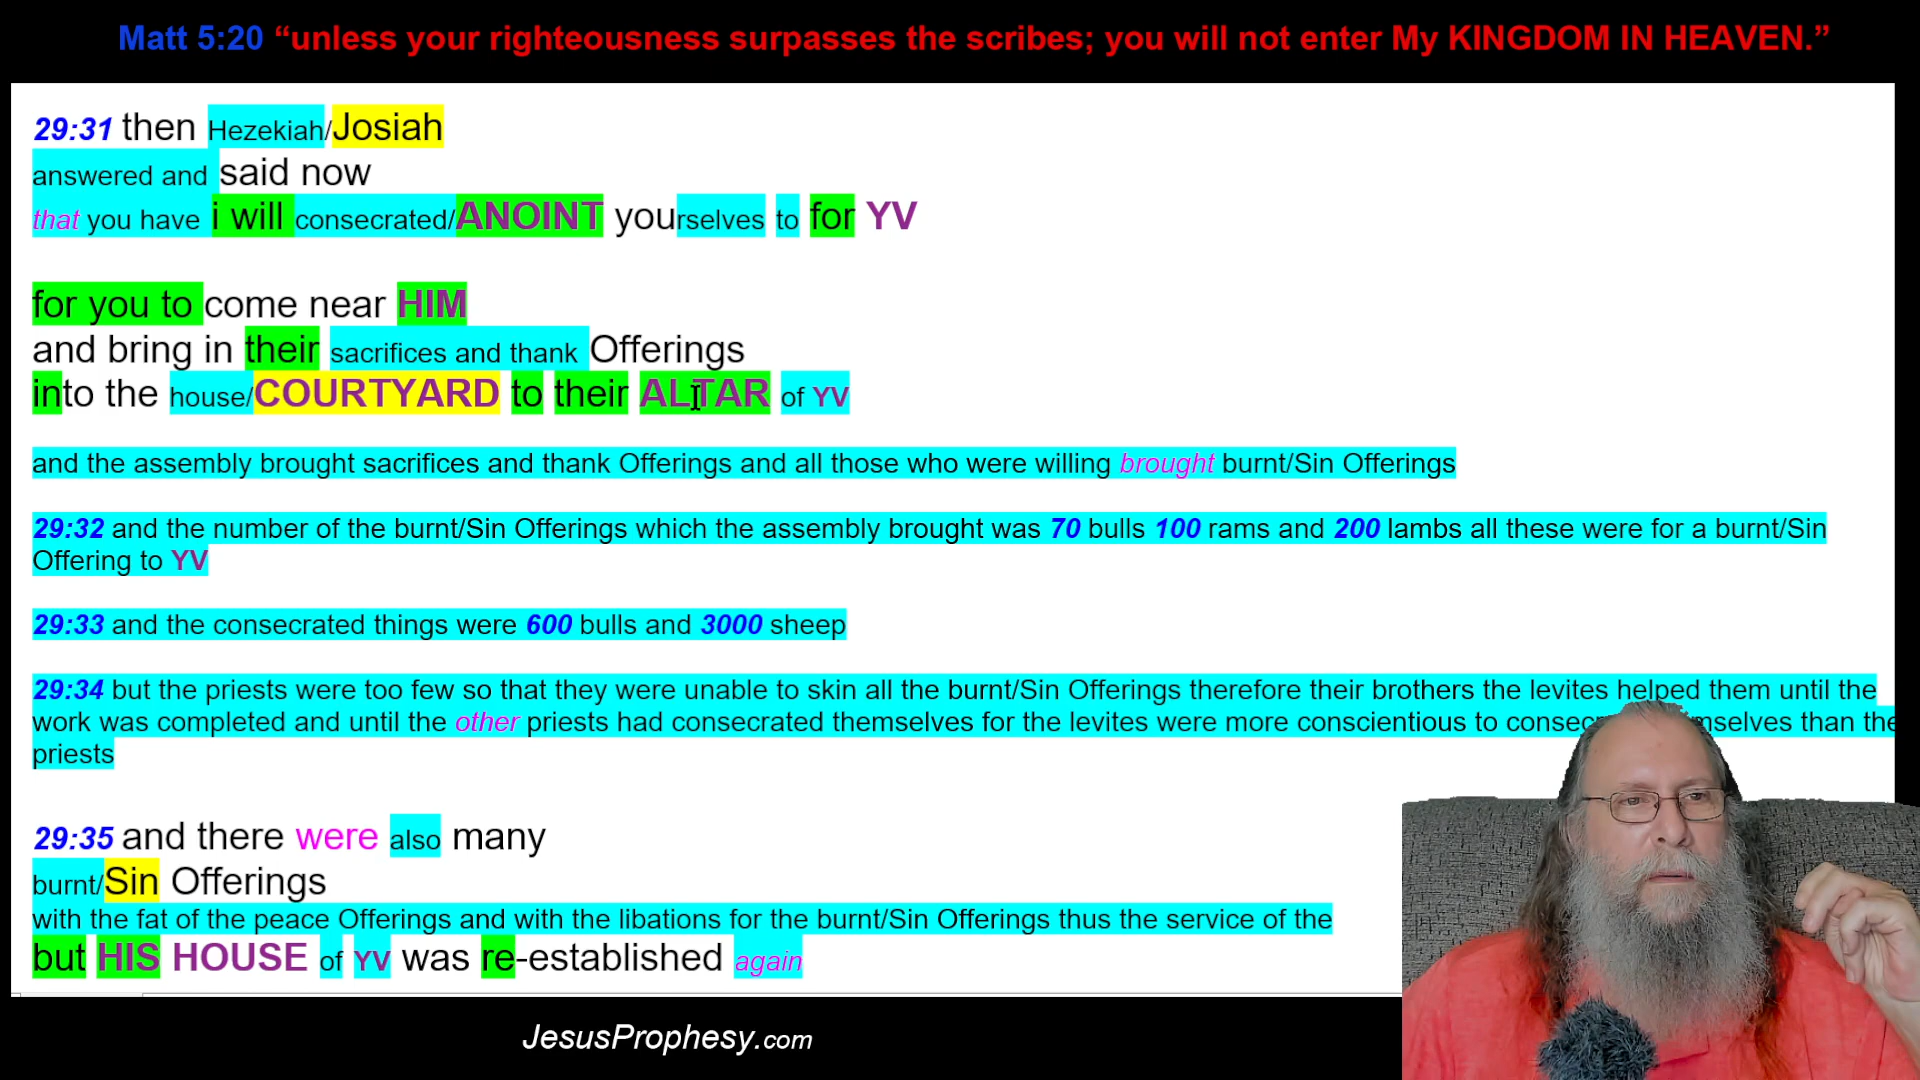 Matt 5:20 “unless your righteousness surpasses the scribes; you will not enter My KINGDOM IN HEAVEN.”
29:31 then Hezekiah/Josiah
answered and said now
that you have i will consecrated/ANOINT yourselves to for YV
for you to come near HIM
and bring in their sacrifices and thank Offerings
into the house/COURTYARD to their ALTAR of YV
and the assembly brought sacrifices and thank Offerings and all those who were willing brought burnt/Sin Offerings
29:32 and the number of the burnt/Sin Offerings which the assembly brought was 70 bulls 100 rams and 200 lambs all these were for a burnt/Sin
Offering to YV
29:33 and the consecrated things were 600 bulls and 3000 sheep
29:34 but the priests were too few so that they were unable to skin all the burnt/Sin Offerings therefore their brothers the levites helped them until the
work was completed and until the other priests had consecrated themselves for the levites were more conscientious to than the
priests
29:35 and there were also many
burnt/Sin Offerings
with the fat of the peace Offerings and with the libations for the burnt/Sin Offerings thus the service of the
but HIS HOUSE of YV was re-established again
JesusProphesy.com